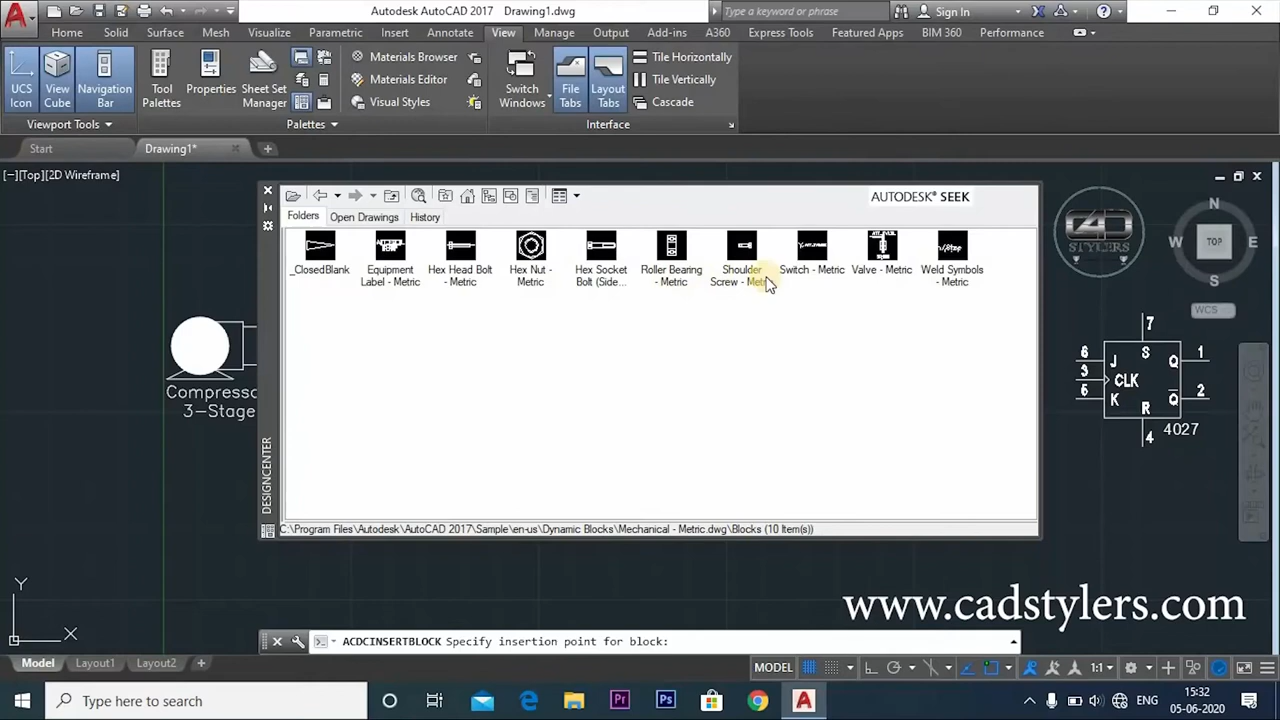 Autodesk AutoCAD 2017 Drawing1.dwg
Type a keyword or phrase
Sign In
Home Solid Surface Mesh Visualize Parametric Insert Annotate View Manage Output Add-ins A360 Express Tools Featured Apps BIM 360 Performance
UCS Icon
View Cube
Navigation Bar
Tool Palettes
Properties
Sheet Set Manager
Materials Browser
Materials Editor
Visual Styles
Switch Windows
File Tabs
Layout Tabs
Tile Horizontally
Tile Vertically
Cascade
Viewport Tools
Palettes
Interface
Start
Drawing1*
[−][Top][2D Wireframe]
AUTODESK® SEEK
Folders
Open Drawings
History
_ClosedBlank
Equipment
Label - Metric
Hex Head Bolt
- Metric
Hex Nut -
Metric
Hex Socket
Bolt (Side...
Roller Bearing
- Metric
Shoulder
Screw - Metric
Switch - Metric
Valve - Metric
Weld Symbols
- Metric
DESIGNCENTER
C:\Program Files\Autodesk\AutoCAD 2017\Sample\en-us\Dynamic Blocks\Mechanical - Metric.dwg\Blocks (10 Item(s))
Compresso
3-Stage
CAD
STYLERS
N
W TOP E
S
WCS
7
6 J S Q 1
3 CLK
5 K Q 2
R
4 4027
www.cadstylers.com
Y
X
ACDCINSERTBLOCK Specify insertion point for block:
Model Layout1 Layout2
MODEL
1:1
Type here to search
Pr
Ps
ENG
15:32
05-06-2020